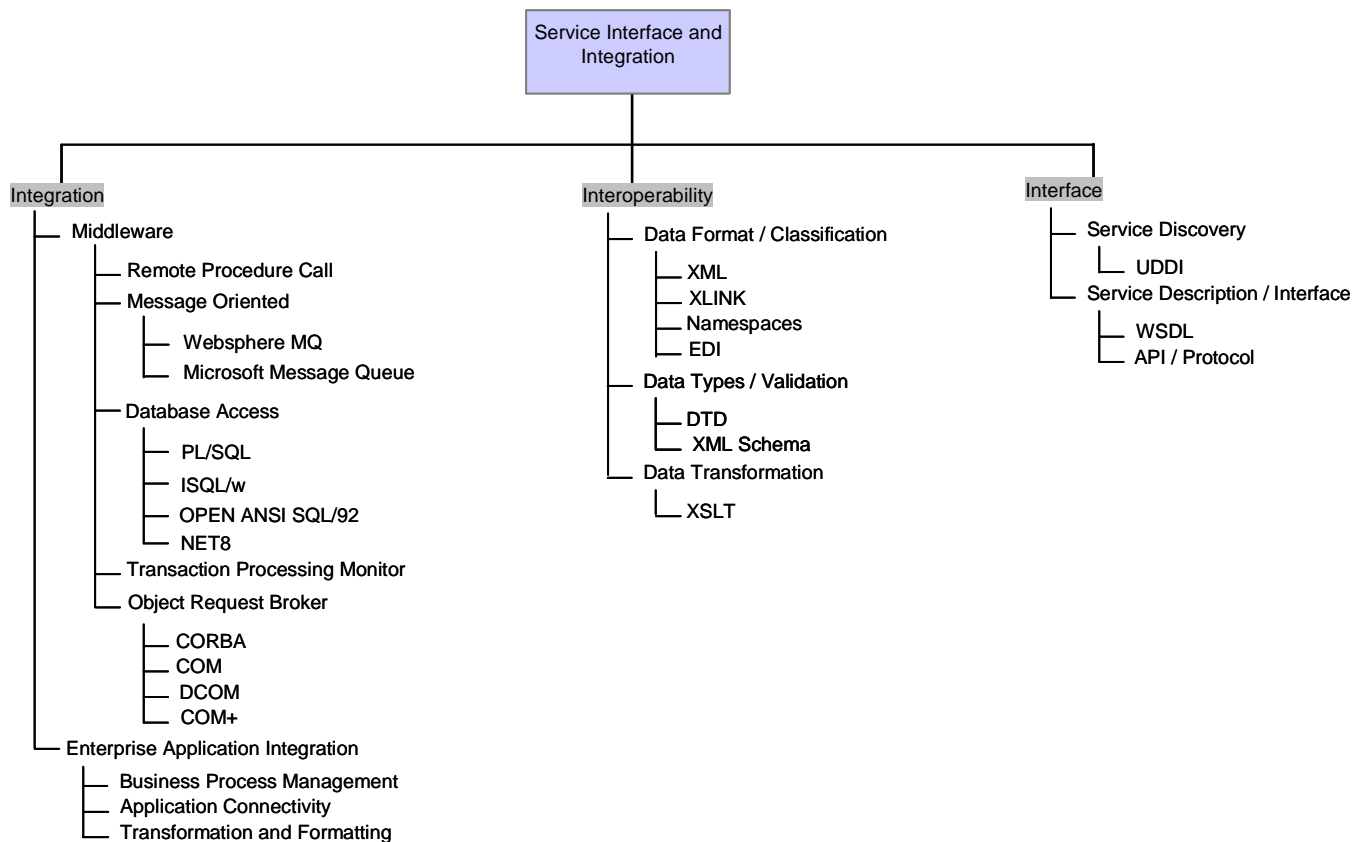 Service Interface and
Integration
Integration
Middleware
Remote Procedure Call
Message Oriented
Websphere MQ
Microsoft Message Queue
Database Access
PL/SQL
ISQL/w
OPEN ANSI SQL/92
NET8
Transaction Processing Monitor
Object Request Broker
CORBA
COM
DCOM
COM+
Enterprise Application Integration
Business Process Management
Application Connectivity
Transformation and Formatting
Interoperability
Data Format / Classification
XML
XLINK
Namespaces
EDI
Data Types / Validation
DTD
XML Schema
Data Transformation
XSLT
Interface
Service Discovery
UDDI
Service Description / Interface
WSDL
API / Protocol